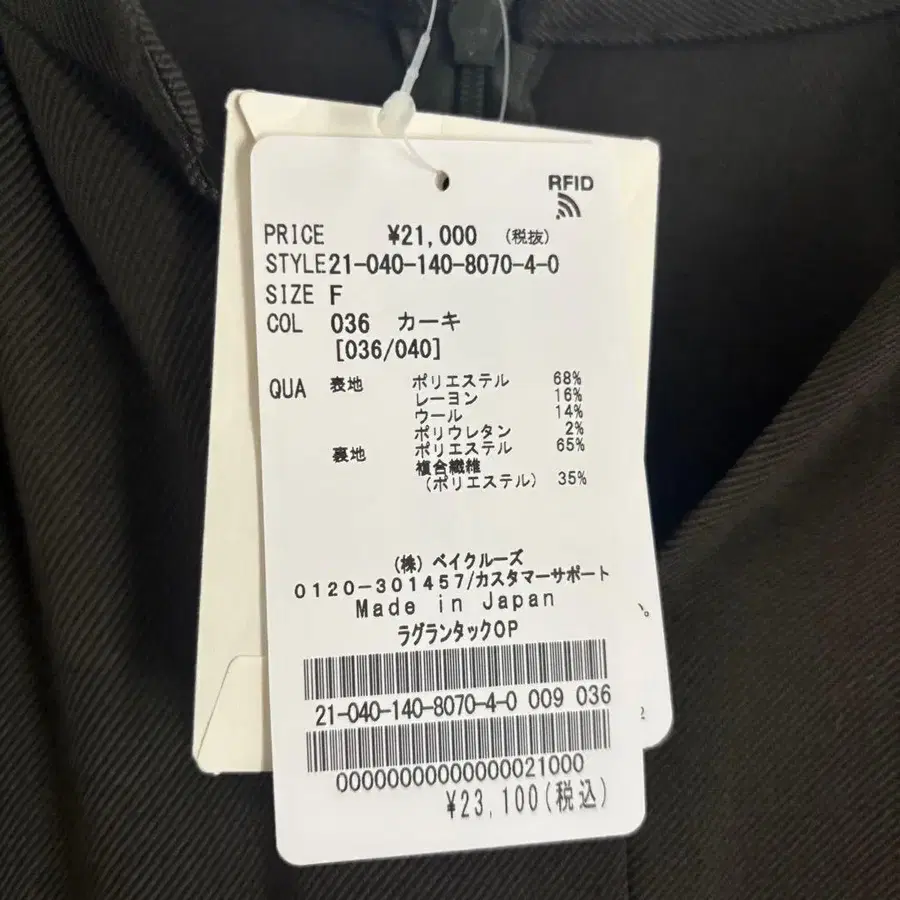 RFID
PRICE ¥21,000 (税抜)
STYLE21-040-140-8070-4-0
SIZE F
COL 036 カーキ
[036/040]
QUA 表地 ポリエステル 68%
レーヨン 16%
ウール 14%
ポリウレタン 2%
裏地 ポリエステル 65%
複合繊維
(ポリエステル) 35%
(株) ベイクルーズ
0120-301457/カスタマーサポート
Made in Japan
ラグランタックOP
21-040-140-8070-4-0 009 036
00000000000000021000
¥23,100(税込)